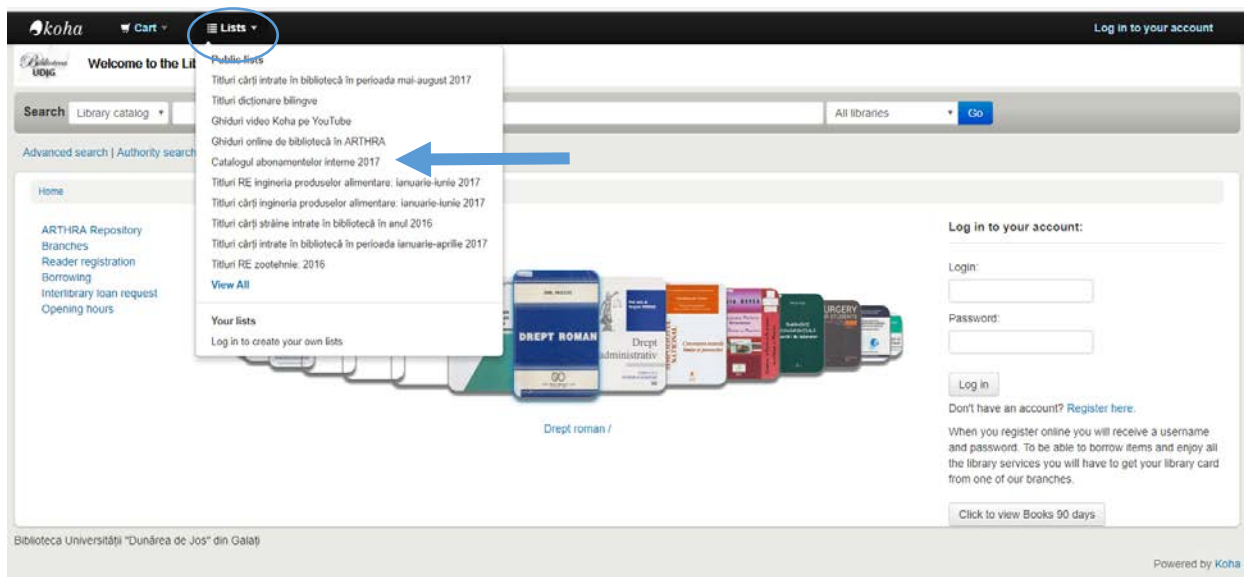 koha Cart Lists Log in to your account
Biblioteca UDJG Welcome to the Li
Public lists
Titluri cărți intrate în bibliotecă în perioada mai-august 2017
Titluri dicționare bilingve
Ghiduri video Koha pe YouTube
Ghiduri online de bibliotecă în ARTHRA
Catalogul abonamentelor interne 2017
Titluri RE ingineria produselor alimentare: ianuarie-iunie 2017
Titluri cărți ingineria produselor alimentare: ianuarie-iunie 2017
Titluri cărți străine intrate în bibliotecă în anul 2016
Titluri cărți intrate în bibliotecă în perioada ianuarie-aprilie 2017
Titluri RE zootehnie: 2016
View All
Your lists
Log in to create your own lists
Search Library catalog All libraries Go
Advanced search | Authority search
Home
ARTHRA Repository
Branches
Reader registration
Borrowing
Interlibrary loan request
Opening hours
DREPT ROMAN
Drept
administrativ
URGERY
Drept roman /
Log in to your account:
Login:
Password:
Log in
Don't have an account? Register here.
When you register online you will receive a username
and password. To be able to borrow items and enjoy all
the library services you will have to get your library card
from one of our branches.
Click to view Books 90 days
Biblioteca Universității "Dunărea de Jos" din Galați
Powered by Koha